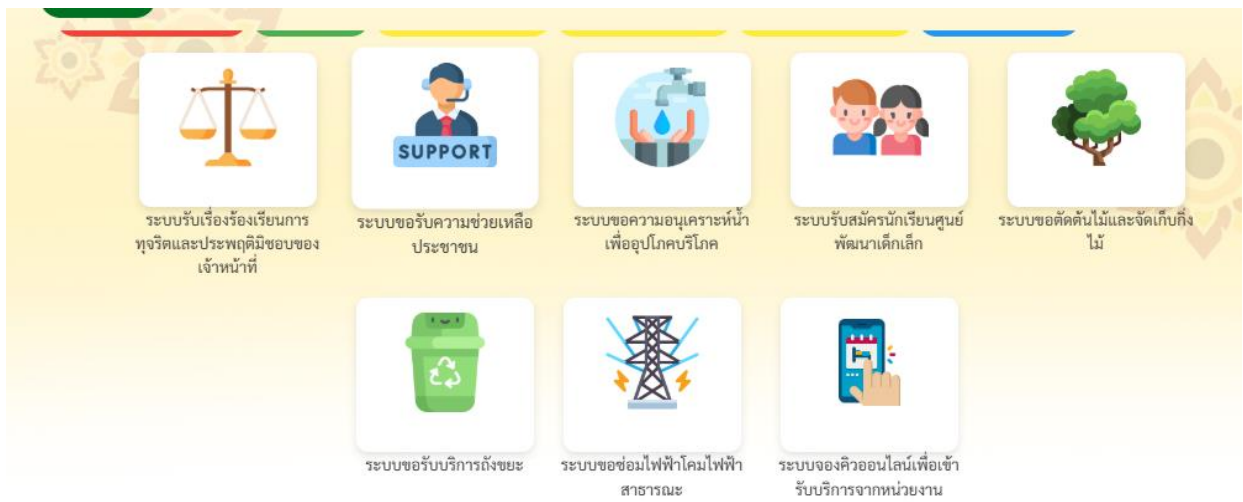 SUPPORT
ระบบรับเรื่องร้องเรียนการ
ทุจริตและประพฤติมิชอบของ
เจ้าหน้าที่
ระบบขอรับความช่วยเหลือ
ประชาชน
ระบบขอความอนุเคราะห์น้ำ
เพื่ออุปโภคบริโภค
ระบบรับสมัครนักเรียนศูนย์
พัฒนาเด็กเล็ก
ระบบขอตัดต้นไม้และจัดเก็บกิ่ง
ไม้
ระบบขอรับบริการถังขยะ
ระบบขอซ่อมไฟฟ้าโคมไฟฟ้า
สาธารณะ
ระบบจองคิวออนไลน์เพื่อเข้า
รับบริการจากหน่วยงาน